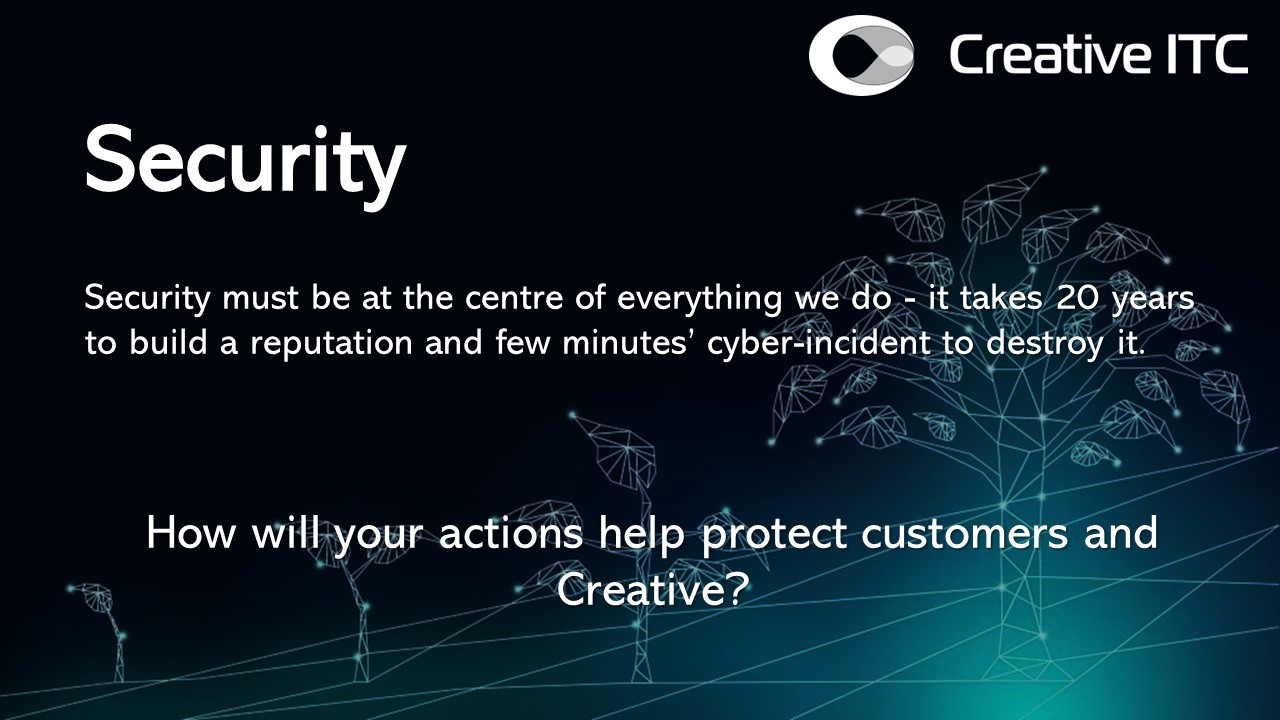 Creative ITC
Security
Security must be at the centre of everything we do - it takes 20 years
to build a reputation and few minutes’ cyber-incident to destroy it.
How will your actions help protect customers and
Creative?